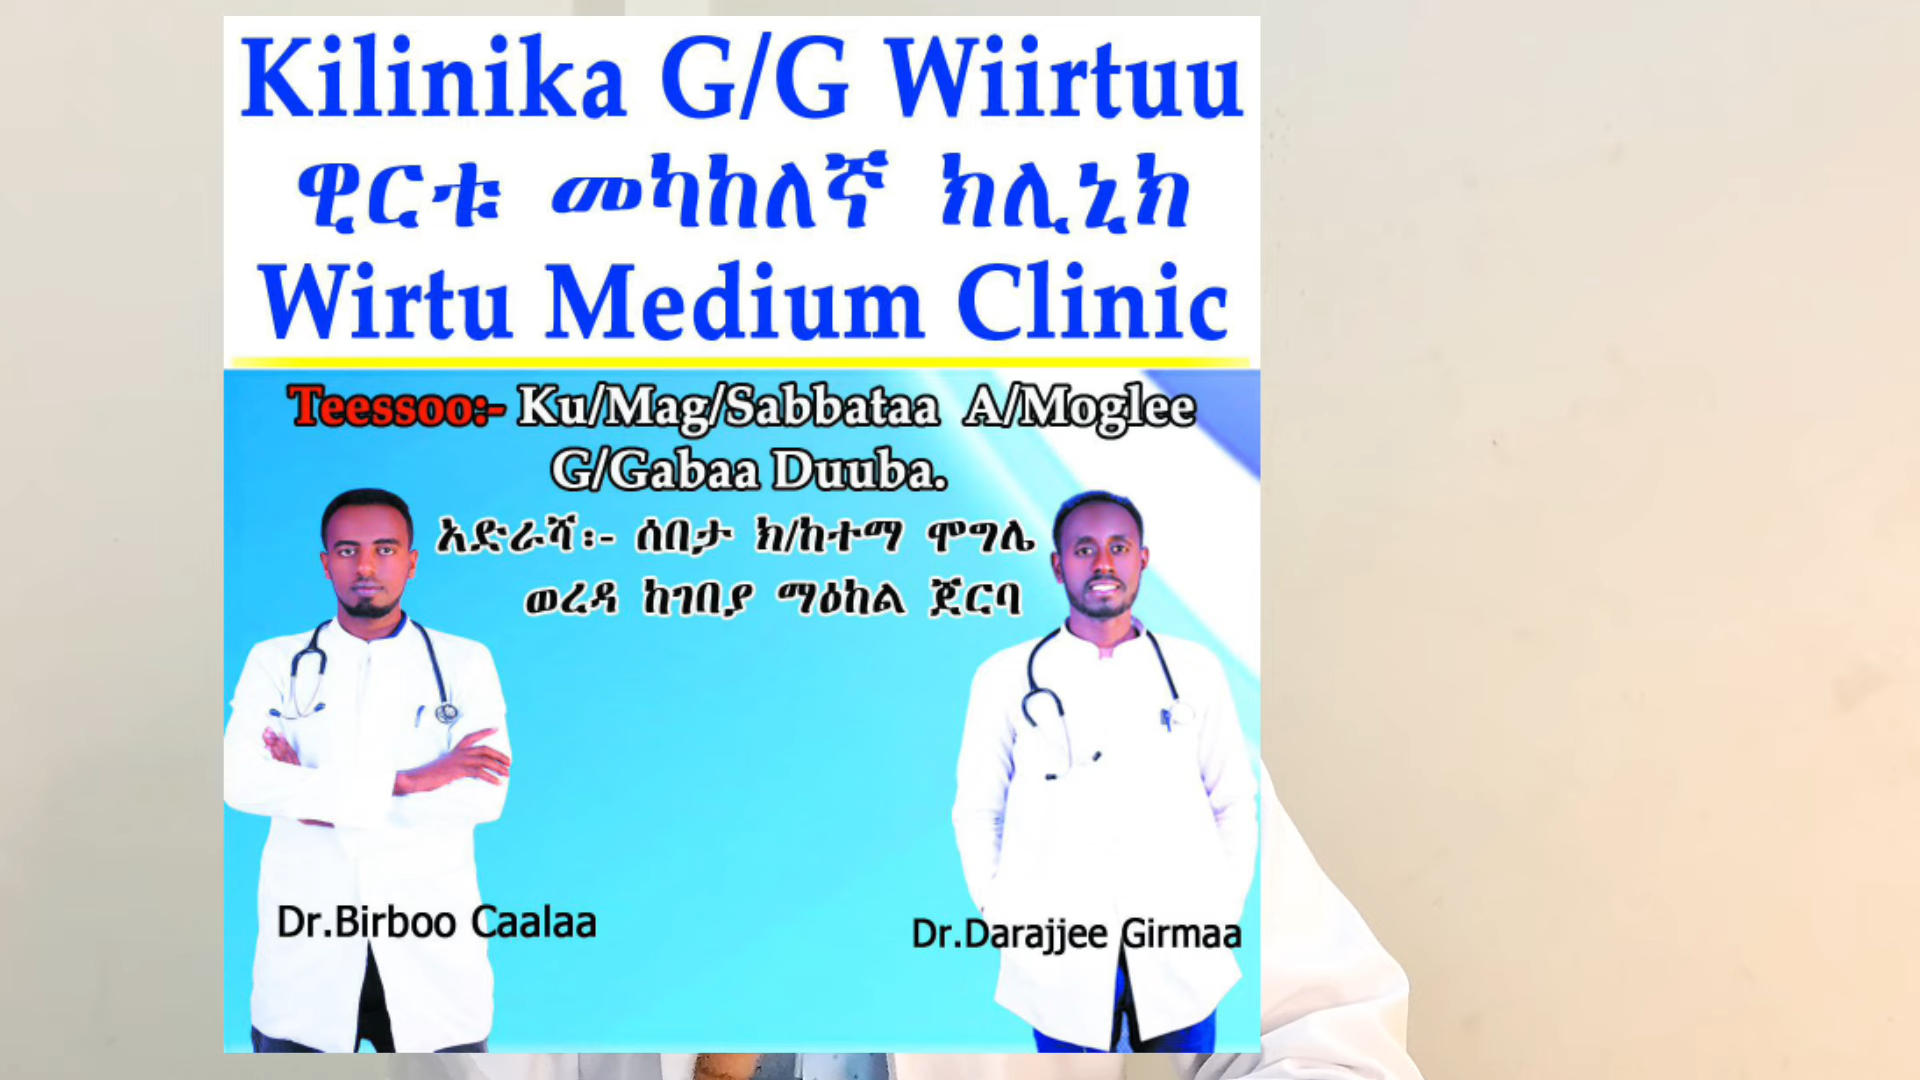 Kilinika G/G Wiirtuu
ዊርቱ መካከለኛ ክሊኒክ
Wirtu Medium Clinic
Teessoo:- Ku/Mag/Sabbataa A/Moglee
G/Gabaa Duuba.
አድራሻ፡- ሰበታ ክ/ከተማ ሞግሌ
ወረዳ ከገበያ ማዕከል ጀርባ
Dr.Birboo Caalaa
Dr.Darajjee Girmaa